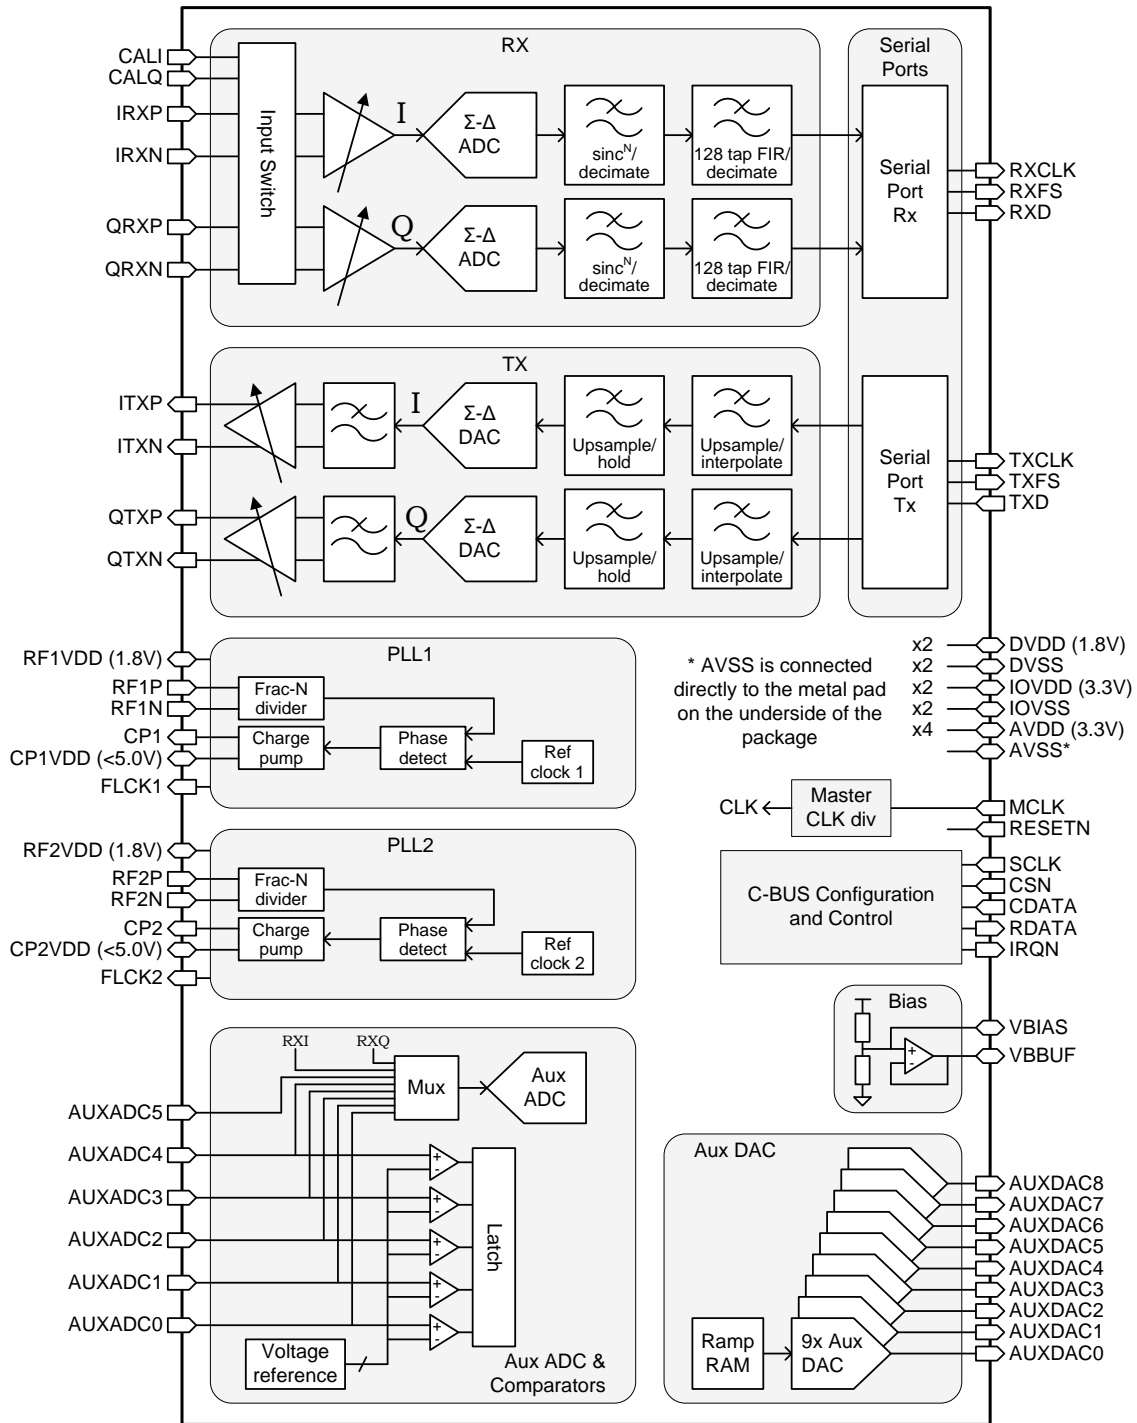 RX
Serial
Ports
CALI
CALQ
IRXP
IRXN
QRXP
QRXN
Input Switch
I
Σ-Δ
ADC
sincᴺ/
decimate
128 tap FIR/
decimate
Q
Σ-Δ
ADC
sincᴺ/
decimate
128 tap FIR/
decimate
Serial
Port
Rx
RXCLK
RXFS
RXD
TX
ITXP
ITXN
QTXP
QTXN
I
Σ-Δ
DAC
Upsample/
hold
Upsample/
interpolate
Q
Σ-Δ
DAC
Upsample/
hold
Upsample/
interpolate
Serial
Port
Tx
TXCLK
TXFS
TXD
PLL1
RF1VDD (1.8V)
RF1P
RF1N
CP1
CP1VDD (<5.0V)
FLCK1
Frac-N
divider
Charge
pump
Phase
detect
Ref
clock 1
* AVSS is connected
directly to the metal pad
on the underside of the
package
x2 DVDD (1.8V)
x2 DVSS
x2 IOVDD (3.3V)
x2 IOVSS
x4 AVDD (3.3V)
AVSS*
CLK
Master
CLK div
MCLK
RESETN
PLL2
RF2VDD (1.8V)
RF2P
RF2N
CP2
CP2VDD (<5.0V)
FLCK2
Frac-N
divider
Charge
pump
Phase
detect
Ref
clock 2
C-BUS Configuration
and Control
SCLK
CSN
CDATA
RDATA
IRQN
Bias
+
-
VBIAS
VBBUF
RXI
RXQ
Mux
Aux
ADC
AUXADC5
AUXADC4
AUXADC3
AUXADC2
AUXADC1
AUXADC0
+
-
+
-
+
-
+
-
+
-
Latch
Voltage
reference
Aux ADC &
Comparators
Aux DAC
Ramp
RAM
9x Aux
DAC
AUXDAC8
AUXDAC7
AUXDAC6
AUXDAC5
AUXDAC4
AUXDAC3
AUXDAC2
AUXDAC1
AUXDAC0